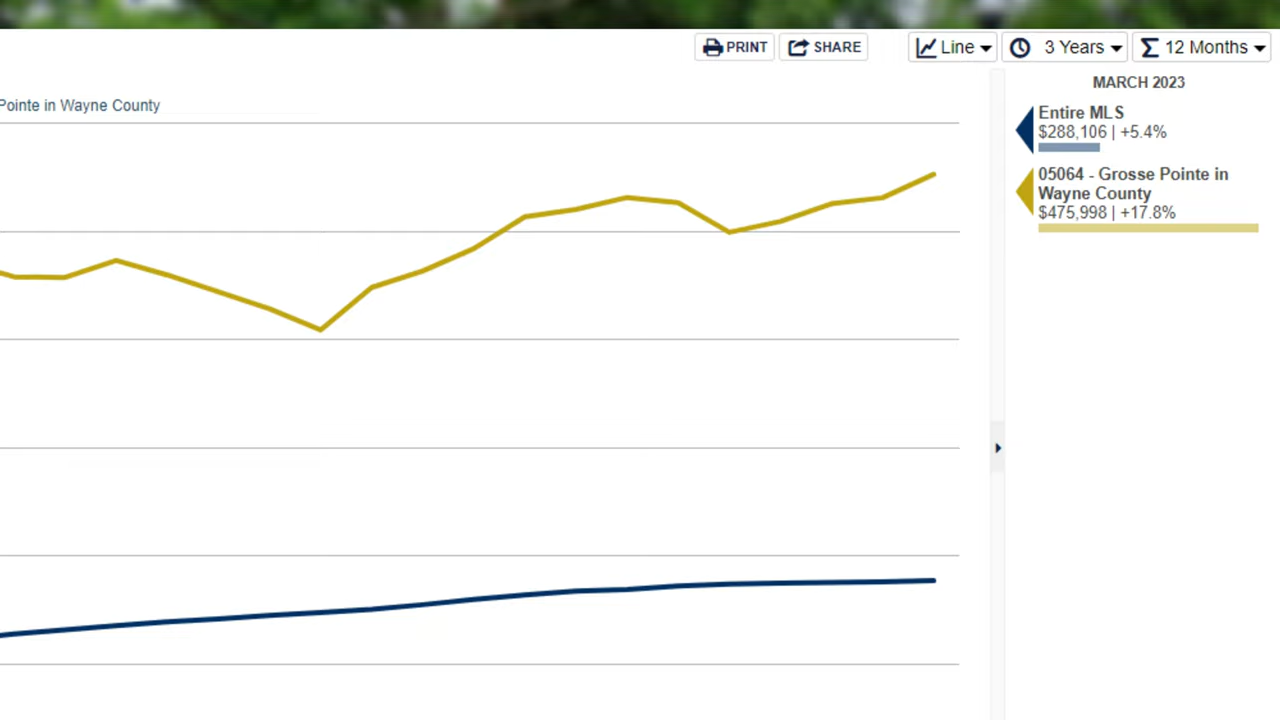 PRINT
SHARE
Line
3 Years
12 Months
MARCH 2023
Pointe in Wayne County
Entire MLS
$288,106 | +5.4%
05064 - Grosse Pointe in
Wayne County
$475,998 | +17.8%